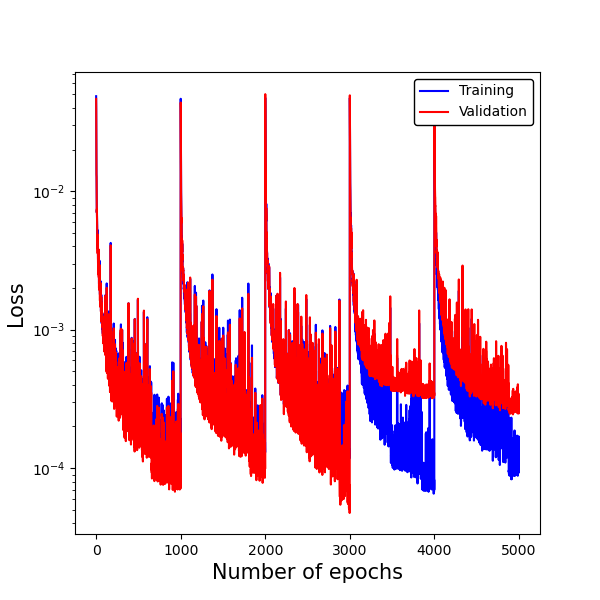 Training
Validation
10⁻²
10⁻³
10⁻⁴
Loss
0 1000 2000 3000 4000 5000
Number of epochs